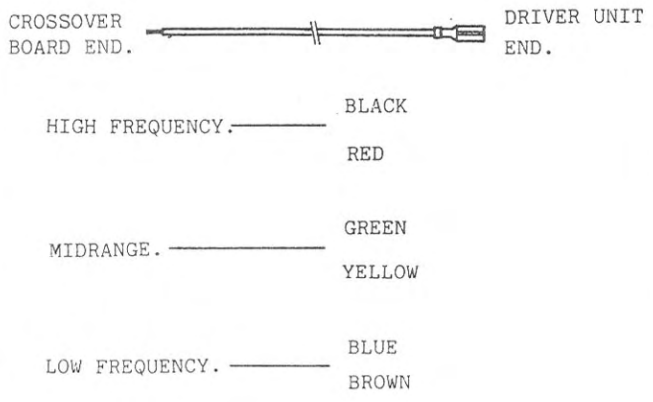 CROSSOVER
BOARD END.
DRIVER UNIT
END.
HIGH FREQUENCY.
BLACK
RED
MIDRANGE.
GREEN
YELLOW
LOW FREQUENCY.
BLUE
BROWN